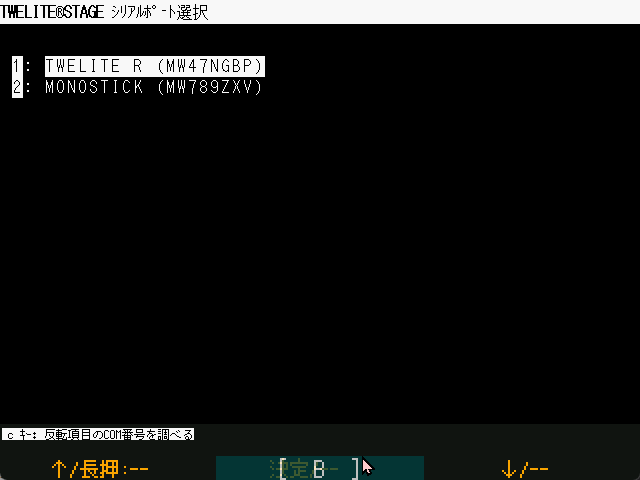 TWELITE®STAGE ｼﾘｱﾙﾎﾟｰﾄ選択
1: TWELITE R (MW47NGBP)
2: MONOSTICK (MW789ZXV)
c ｷｰ: 反転項目のCOM番号を調べる
↑/長押:-- 決定/-- [ B ] ↓/--